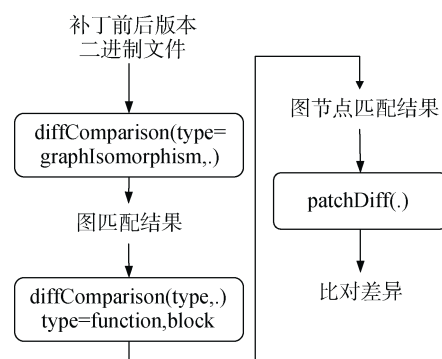 补丁前后版本
二进制文件
diffComparison(type=
graphIsomorphism,.)
图匹配结果
diffComparison(type,.)
type=function,block
图节点匹配结果
patchDiff(.)
比对差异